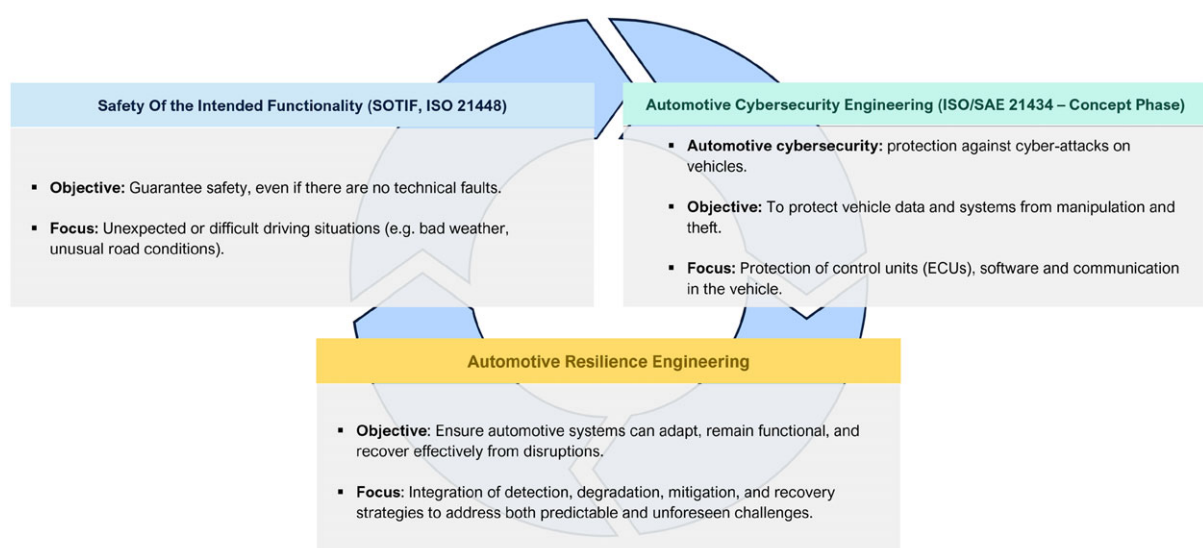 Safety Of the Intended Functionality (SOTIF, ISO 21448)
▪ Objective: Guarantee safety, even if there are no technical faults.
▪ Focus: Unexpected or difficult driving situations (e.g. bad weather,
unusual road conditions).
Automotive Cybersecurity Engineering (ISO/SAE 21434 – Concept Phase)
▪ Automotive cybersecurity: protection against cyber-attacks on
vehicles.
▪ Objective: To protect vehicle data and systems from manipulation and
theft.
▪ Focus: Protection of control units (ECUs), software and communication
in the vehicle.
Automotive Resilience Engineering
▪ Objective: Ensure automotive systems can adapt, remain functional, and
recover effectively from disruptions.
▪ Focus: Integration of detection, degradation, mitigation, and recovery
strategies to address both predictable and unforeseen challenges.